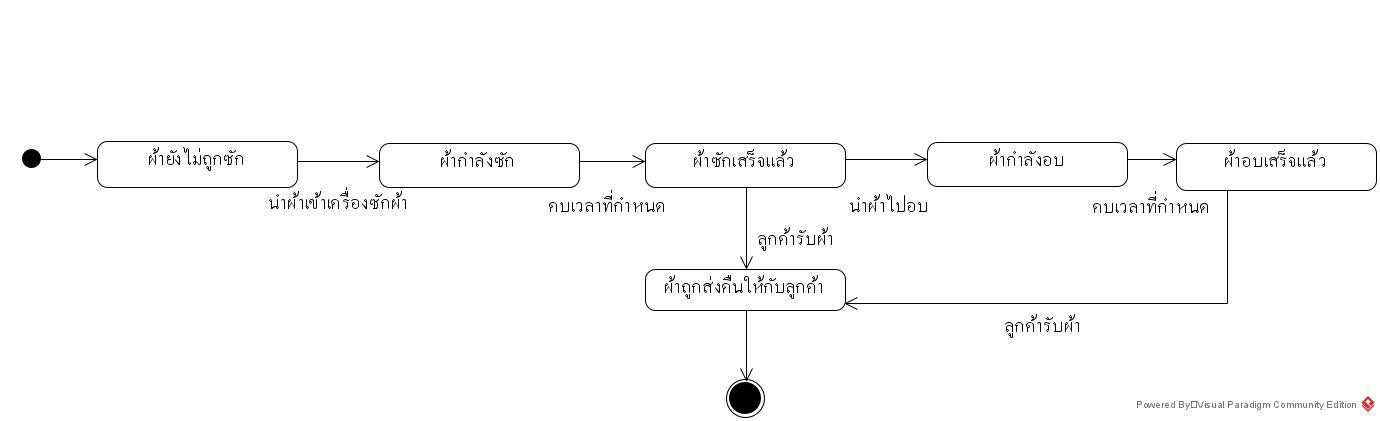 ผ้ายังไม่ถูกซัก
ผ้ากำลังซัก
ผ้าซักเสร็จแล้ว
ผ้ากำลังอบ
ผ้าอบเสร็จแล้ว
นำผ้าเข้าเครื่องซักผ้า
คบเวลาที่กำหนด
นำผ้าไปอบ
คบเวลาที่กำหนด
ลูกค้ารับผ้า
ผ้าถูกส่งคืนให้กับลูกค้า
ลูกค้ารับผ้า
Powered By Visual Paradigm Community Edition